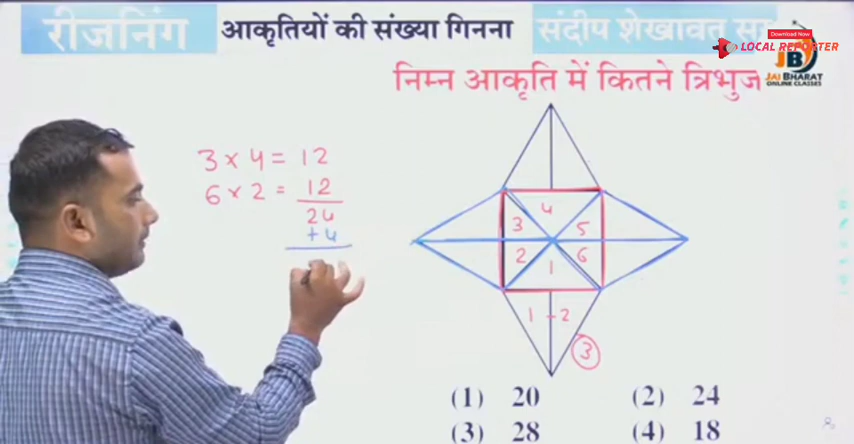 रीजनिंग
आकृतियों की संख्या गिनना
संदीप शेखावत सर
Download Now
LOCAL REPORTER
JB
JAI BHARAT
ONLINE CLASSES
निम्न आकृति में कितने त्रिभुज
3 × 4 = 12
6 × 2 = 12
24
+ 4
4
3 5
2 6
1
1 - 2
3
(1) 20 (2) 24
(3) 28 (4) 18